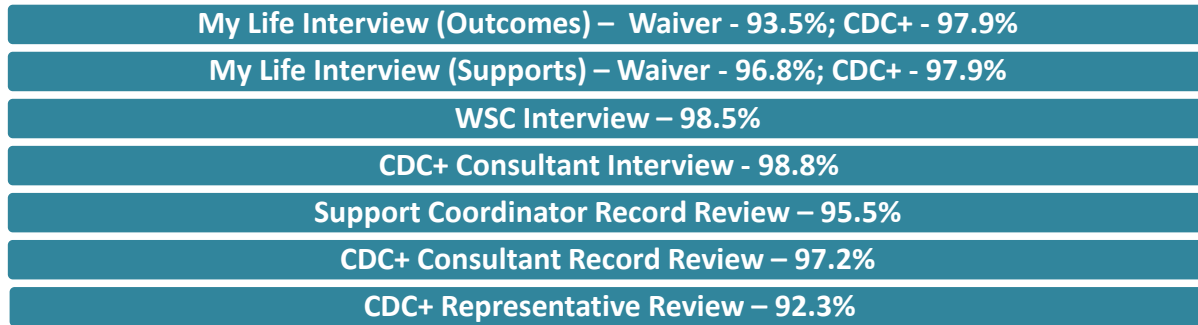 My Life Interview (Outcomes) – Waiver - 93.5%; CDC+ - 97.9%
My Life Interview (Supports) – Waiver - 96.8%; CDC+ - 97.9%
WSC Interview – 98.5%
CDC+ Consultant Interview - 98.8%
Support Coordinator Record Review – 95.5%
CDC+ Consultant Record Review – 97.2%
CDC+ Representative Review – 92.3%